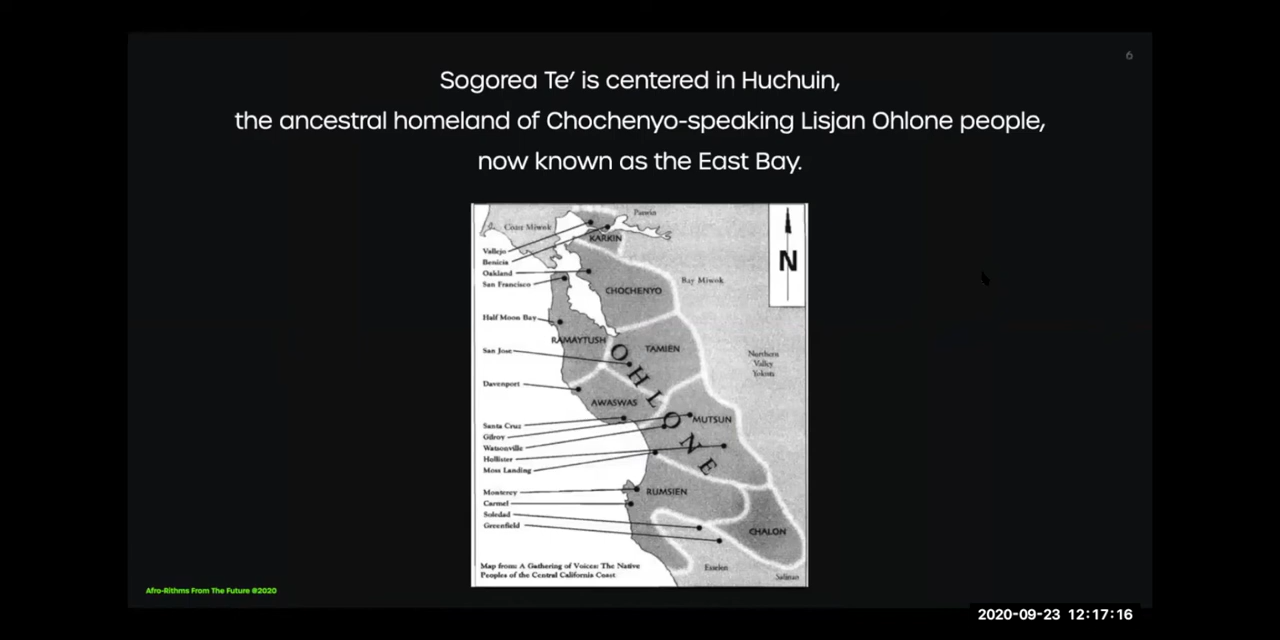 6
Sogorea Te’ is centered in Huchuin,
the ancestral homeland of Chochenyo-speaking Lisjan Ohlone people,
now known as the East Bay.
Patwin
Coast Miwok
KARKIN
Vallejo
Benicia
Oakland
San Francisco
Bay Miwok
CHOCHENYO
N
Half Moon Bay
RAMAYTUSH
San Jose
TAMIEN
Northern
Valley
Yokuts
OHLONE
Davenport
AWASWAS
MUTSUN
Santa Cruz
Gilroy
Watsonville
Hollister
Moss Landing
Monterey
RUMSIEN
Carmel
Soledad
Greenfield
CHALON
Map from: A Gathering of Voices: The Native
Peoples of the Central California Coast
Esselen
Salinan
Afro-Rithms From The Future @2020
2020-09-23 12:17:16